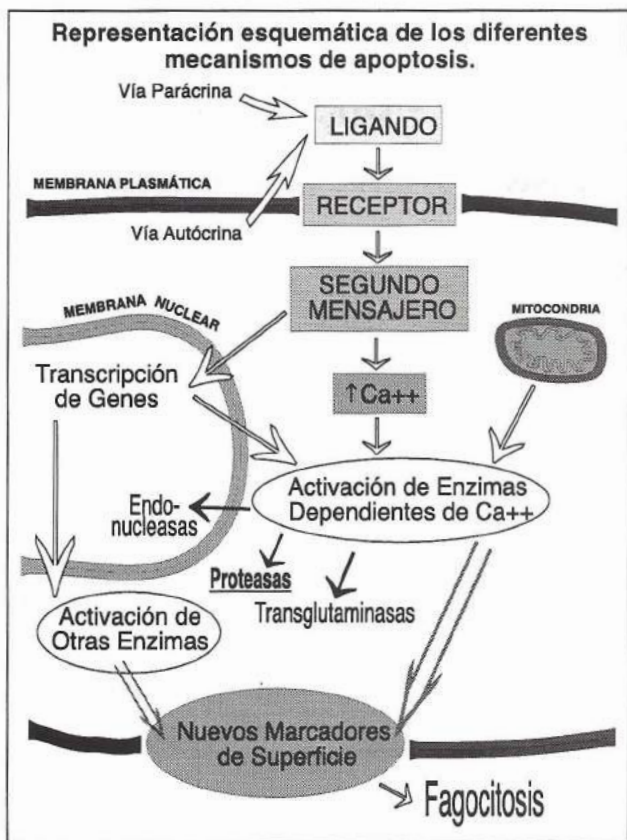 Representación esquemática de los diferentes
mecanismos de apoptosis.
Vía Parácrina
LIGANDO
MEMBRANA PLASMÁTICA
RECEPTOR
Vía Autócrina
SEGUNDO
MENSAJERO
MEMBRANA NUCLEAR
MITOCONDRIA
Transcripción
de Genes
↑Ca++
Activación de Enzimas
Dependientes de Ca++
Endo-
nucleasas
Proteasas
Transglutaminasas
Activación de
Otras Enzimas
Nuevos Marcadores
de Superficie
Fagocitosis